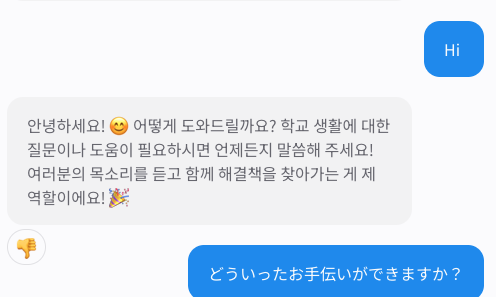 Hi
안녕하세요! 😊 어떻게 도와드릴까요? 학교 생활에 대한
질문이나 도움이 필요하시면 언제든지 말씀해 주세요!
여러분의 목소리를 듣고 함께 해결책을 찾아가는 게 제
역할이에요! 🎉
どういったお手伝いができますか？